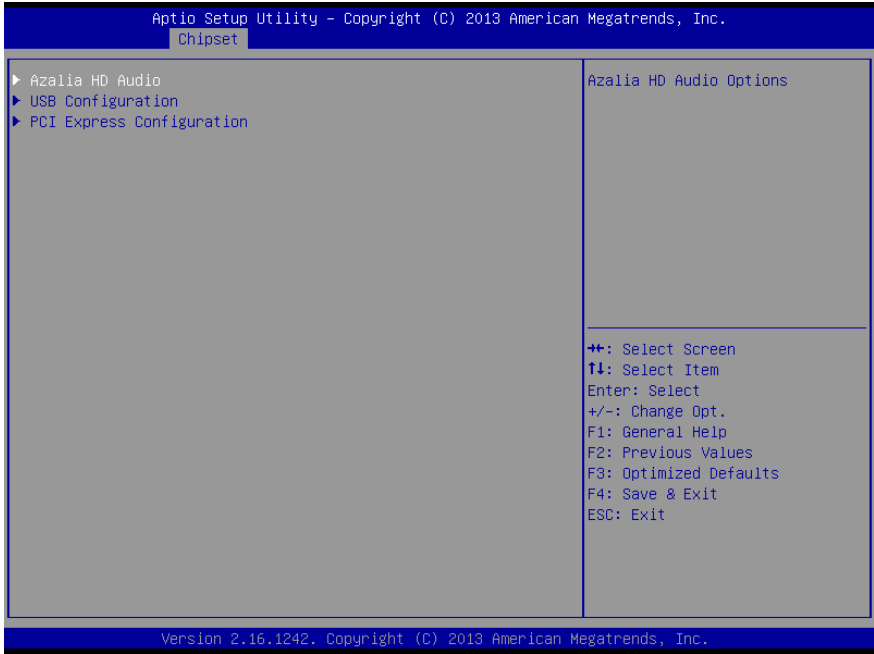 Aptio Setup Utility – Copyright (C) 2013 American Megatrends, Inc.
Chipset
▶ Azalia HD Audio
▶ USB Configuration
▶ PCI Express Configuration
Azalia HD Audio Options
→←: Select Screen
↑↓: Select Item
Enter: Select
+/-: Change Opt.
F1: General Help
F2: Previous Values
F3: Optimized Defaults
F4: Save & Exit
ESC: Exit
Version 2.16.1242. Copyright (C) 2013 American Megatrends, Inc.